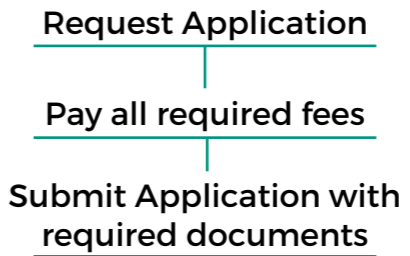 Request Application
Pay all required fees
Submit Application with
required documents